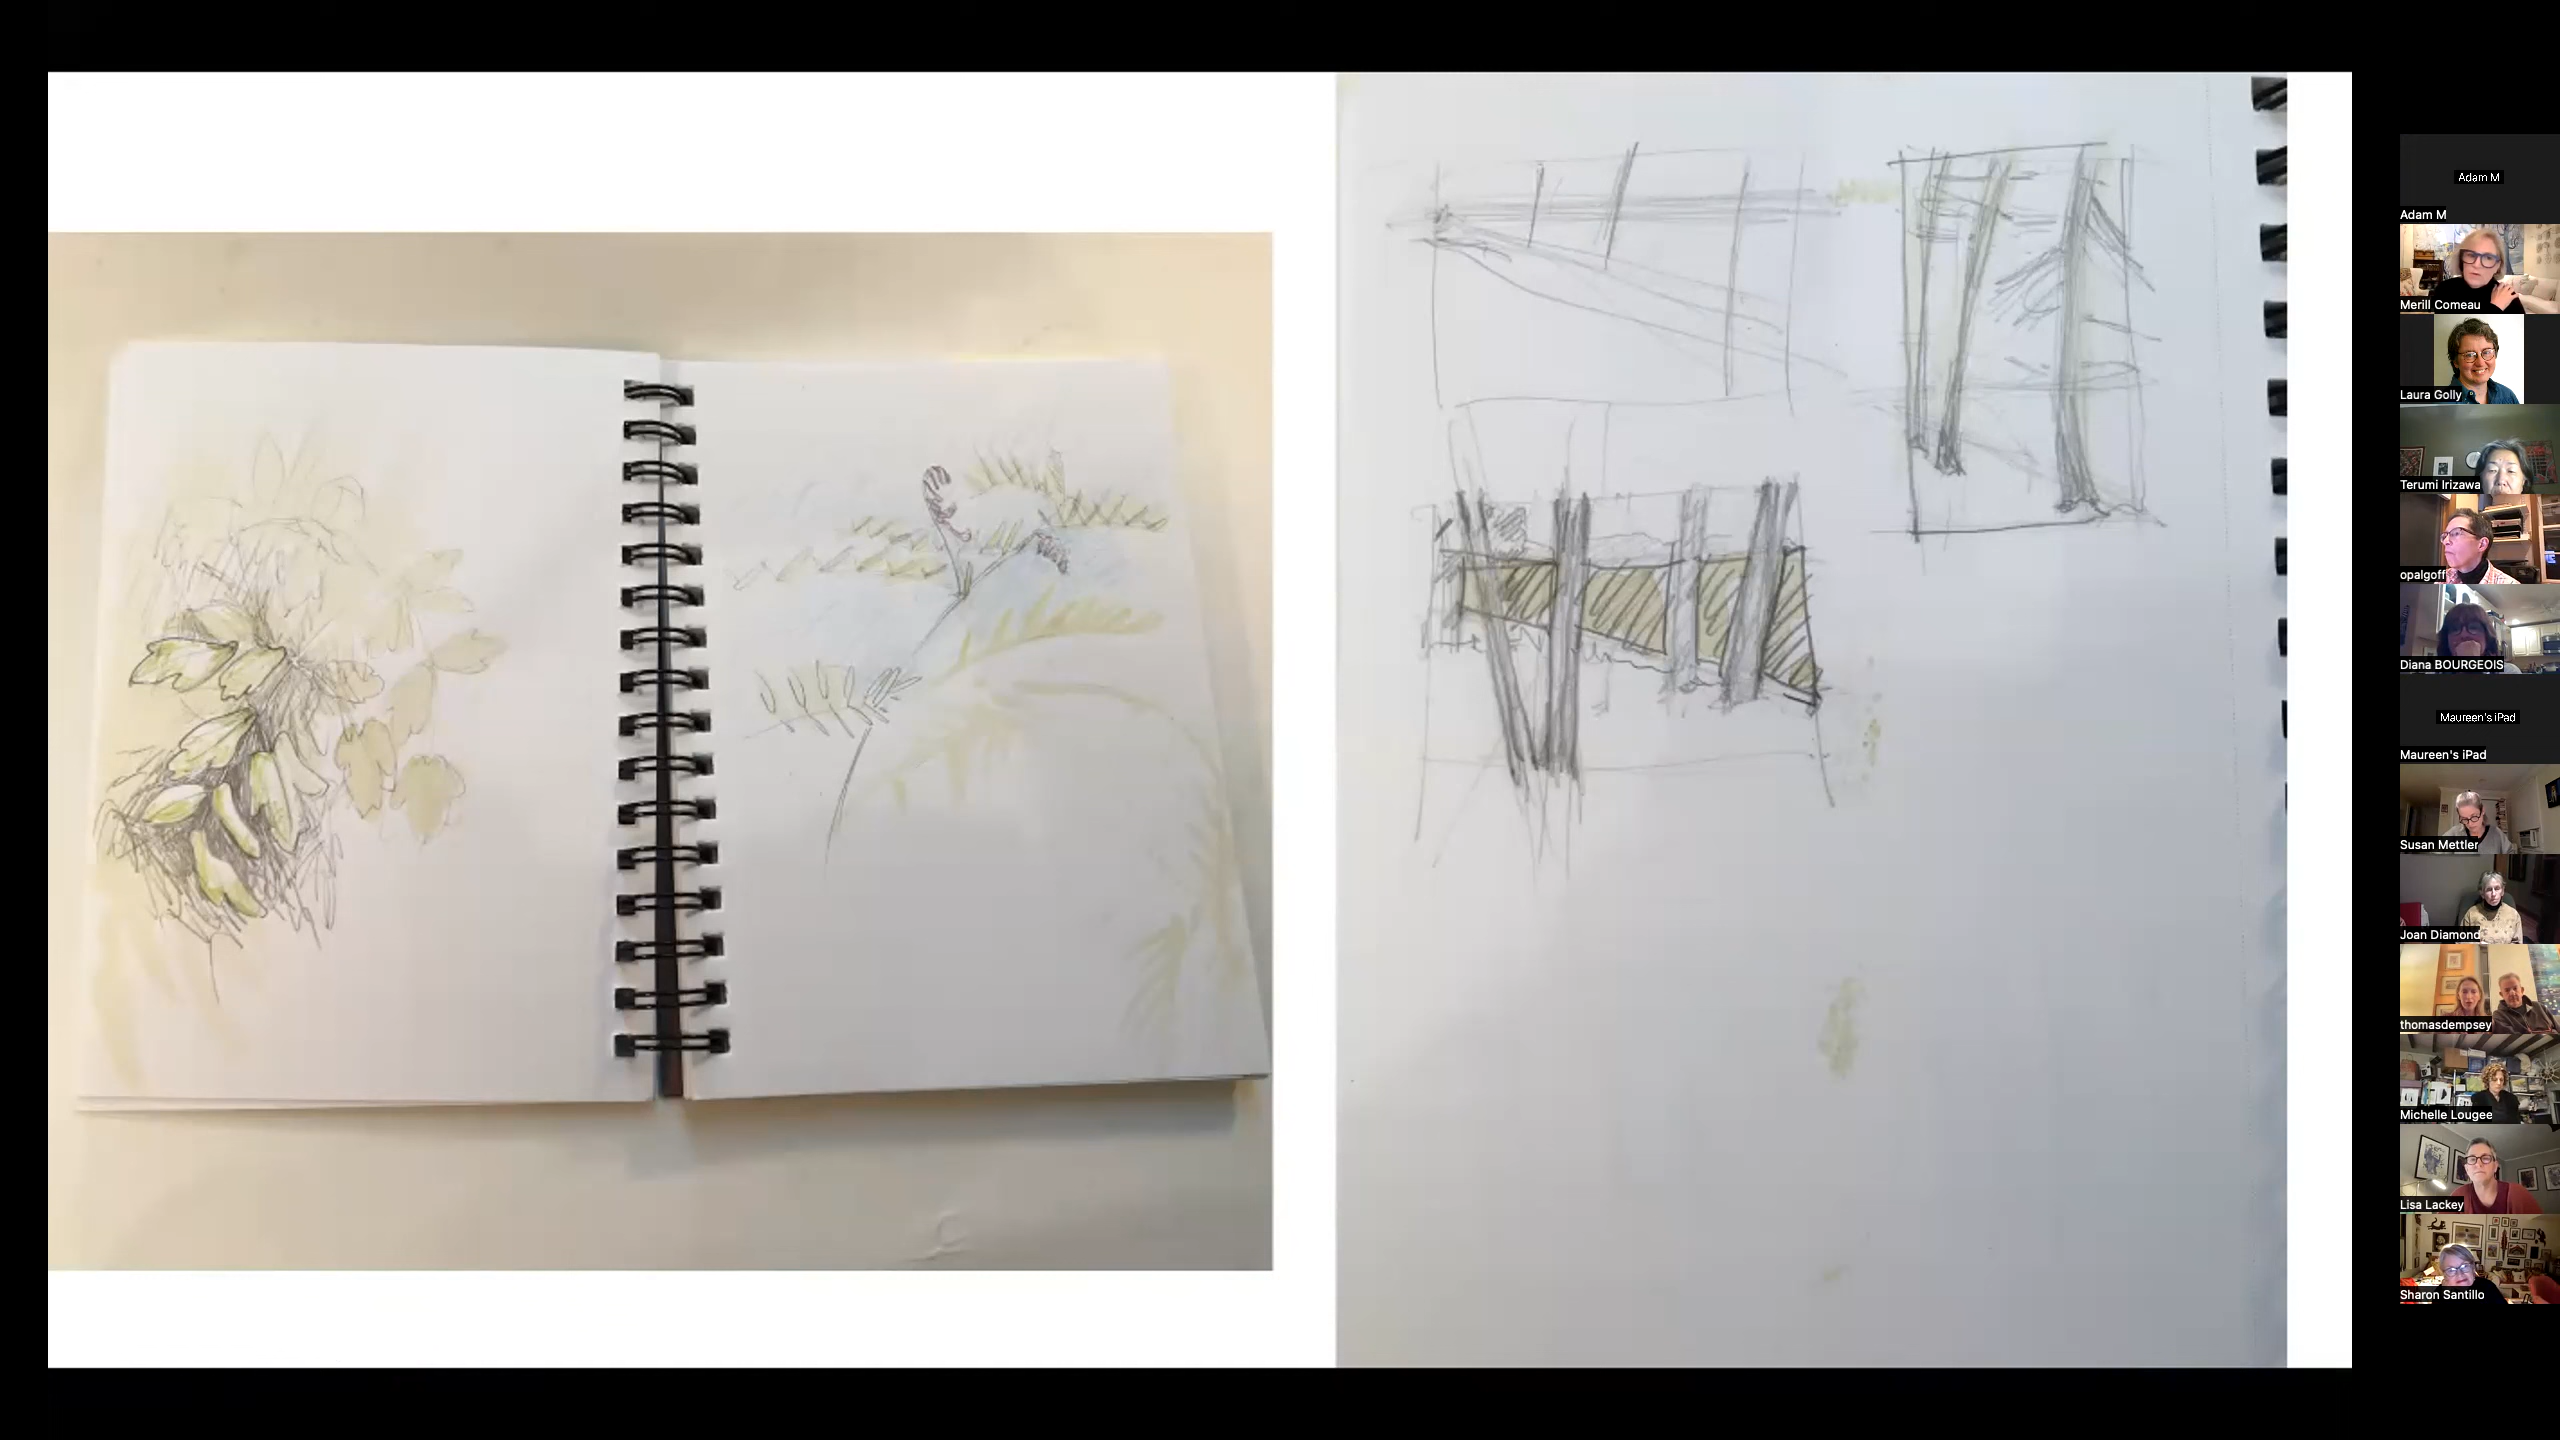 Adam M
Adam M
Merill Comeau
Laura Golly
Terumi Irizawa
opalgoff
Diana BOURGEOIS
Maureen's iPad
Maureen's iPad
Susan Mettler
Joan Diamond
thomasdempsey
Michelle Lougee
Lisa Lackey
Sharon Santillo